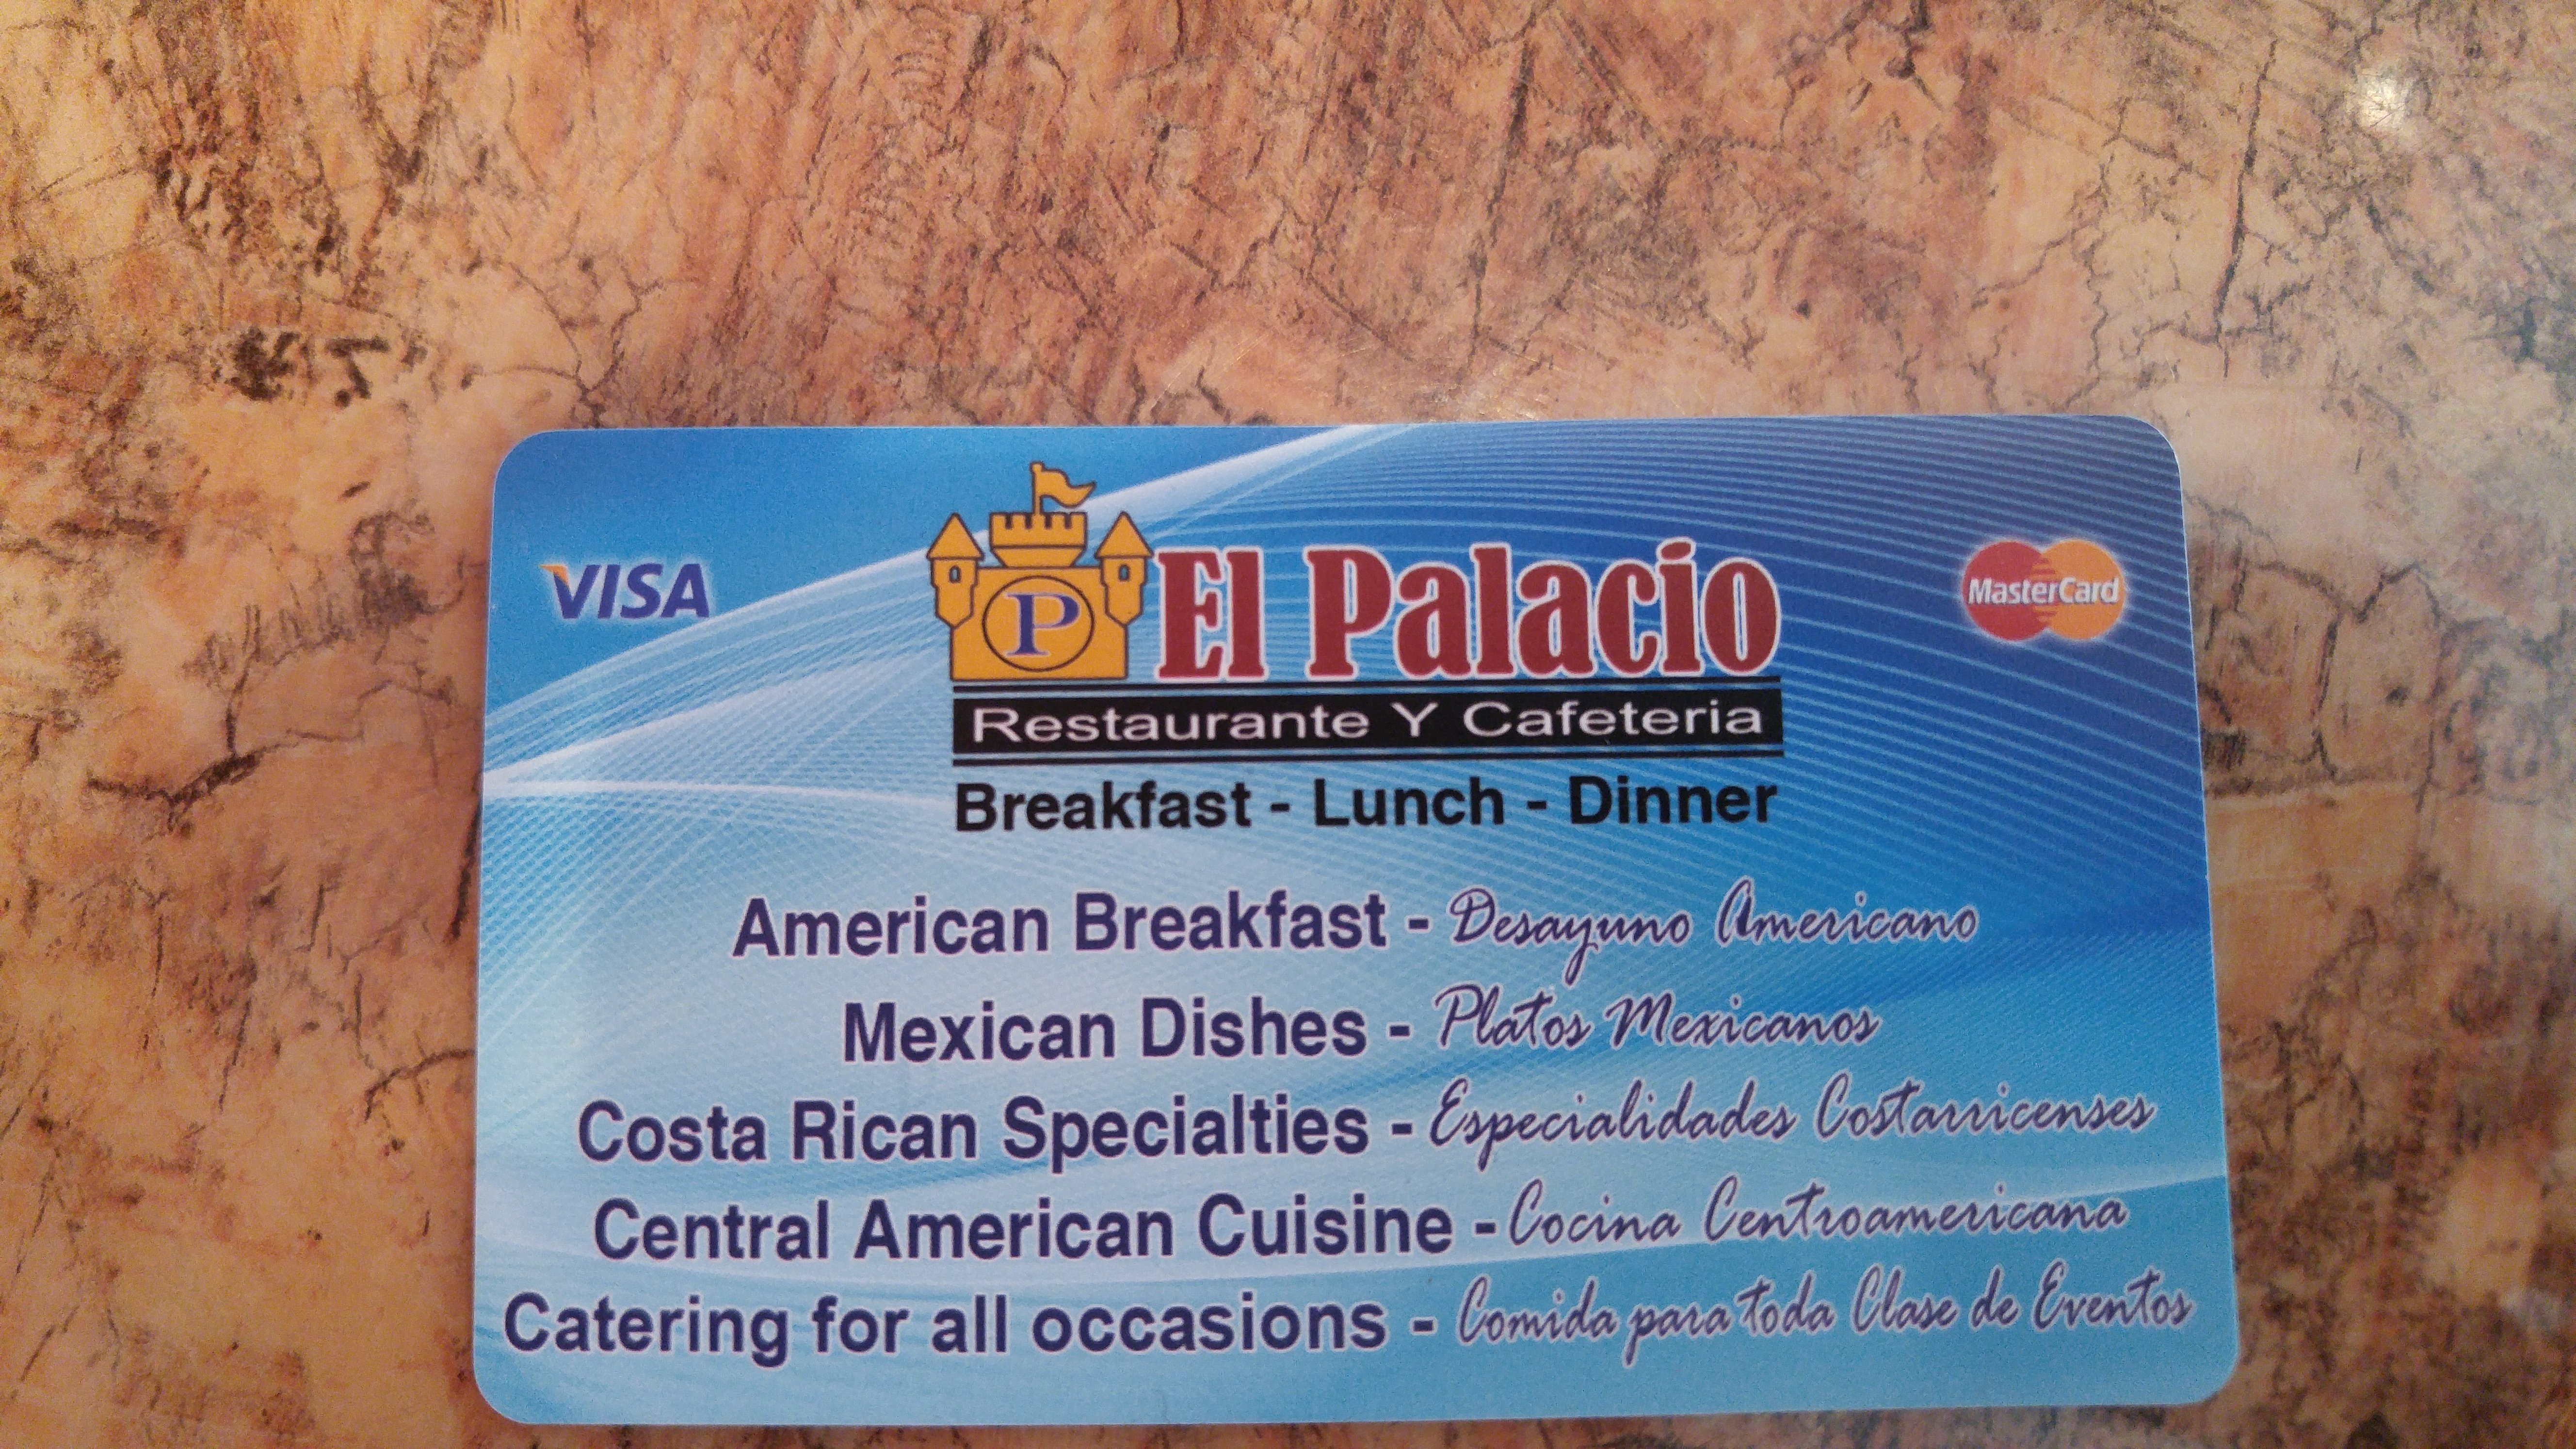 VISA
P
El Palacio
MasterCard
Restaurante Y Cafeteria
Breakfast - Lunch - Dinner
American Breakfast - Desayuno Americano
Mexican Dishes - Platos Mexicanos
Costa Rican Specialties - Especialidades Costarricenses
Central American Cuisine - Cocina Centroamericana
Catering for all occasions - Comida para toda Clase de Eventos